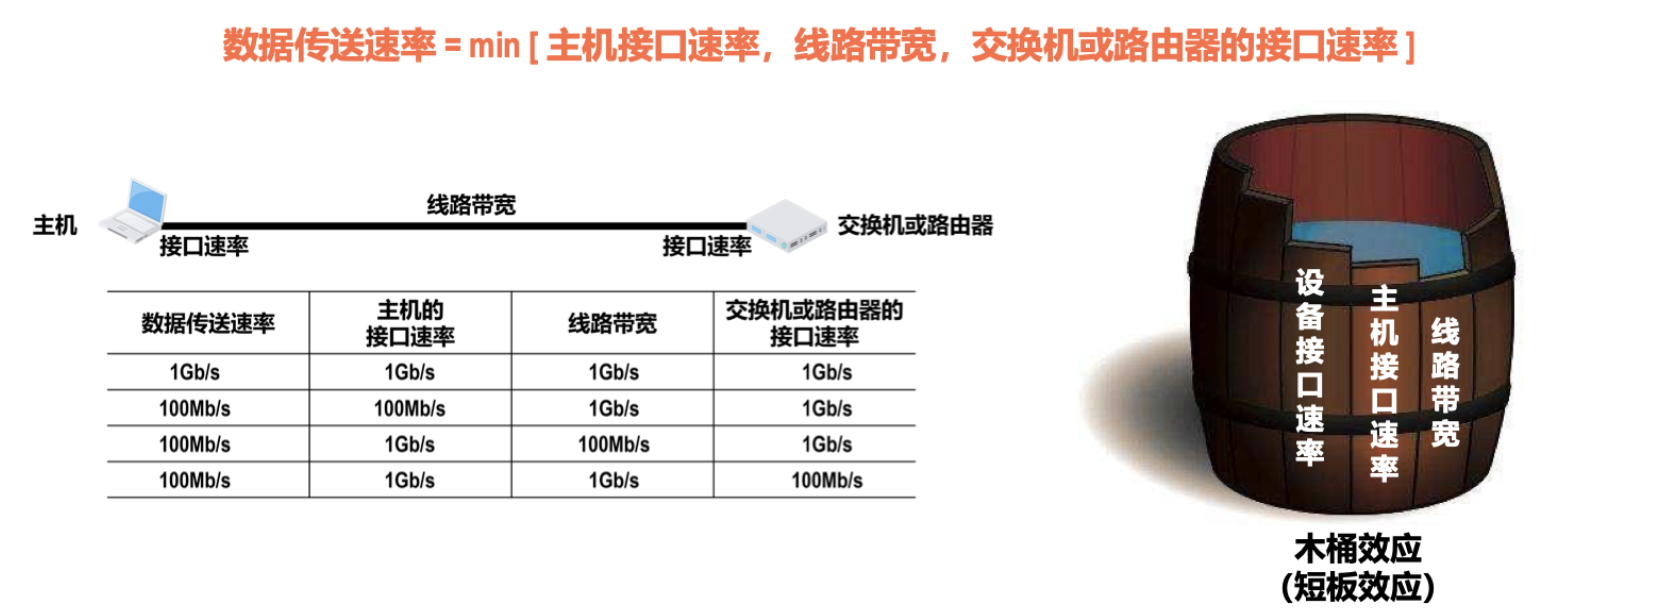 数据传送速率 = min [ 主机接口速率，线路带宽，交换机或路由器的接口速率 ]
主机
线路带宽
交换机或路由器
接口速率
接口速率
数据传送速率
主机的
接口速率
线路带宽
交换机或路由器的
接口速率
1Gb/s 1Gb/s 1Gb/s 1Gb/s
100Mb/s 100Mb/s 1Gb/s 1Gb/s
100Mb/s 1Gb/s 100Mb/s 1Gb/s
100Mb/s 1Gb/s 1Gb/s 100Mb/s
设备接口速率
主机接口速率
线路带宽
木桶效应
（短板效应）